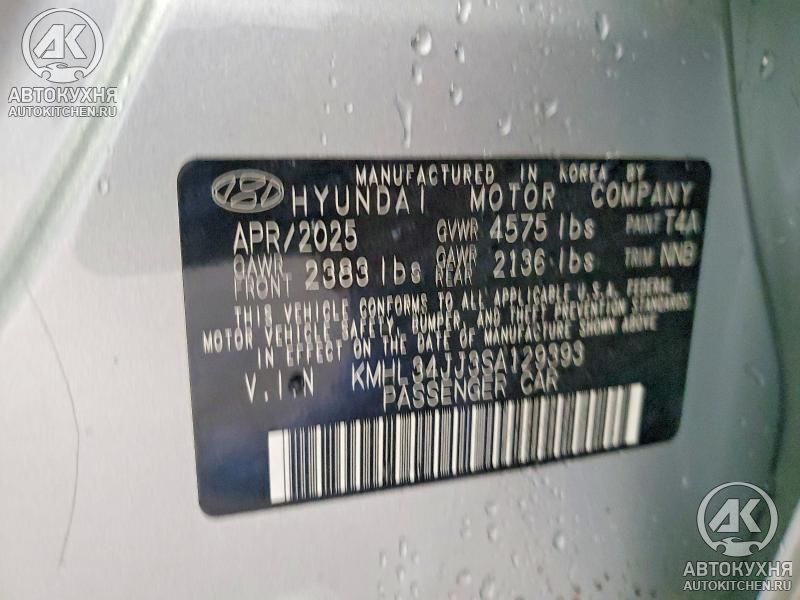 AK
АВТОКУХНЯ
AUTOKITCHEN.RU
MANUFACTURED IN KOREA BY
HYUNDAI MOTOR COMPANY
APR/2025 GVWR 4575 lbs PAINT T4A
GAWR FRONT 2383 lbs GAWR REAR 2136 lbs TRIM NNB
THIS VEHICLE CONFORMS TO ALL APPLICABLE U.S.A. FEDERAL
MOTOR VEHICLE SAFETY, BUMPER, AND THEFT PREVENTION STANDARDS
IN EFFECT ON THE DATE OF MANUFACTURE SHOWN ABOVE
V.I.N KMHL34JJ3SA129393
PASSENGER CAR
AK
АВТОКУХНЯ
AUTOKITCHEN.RU